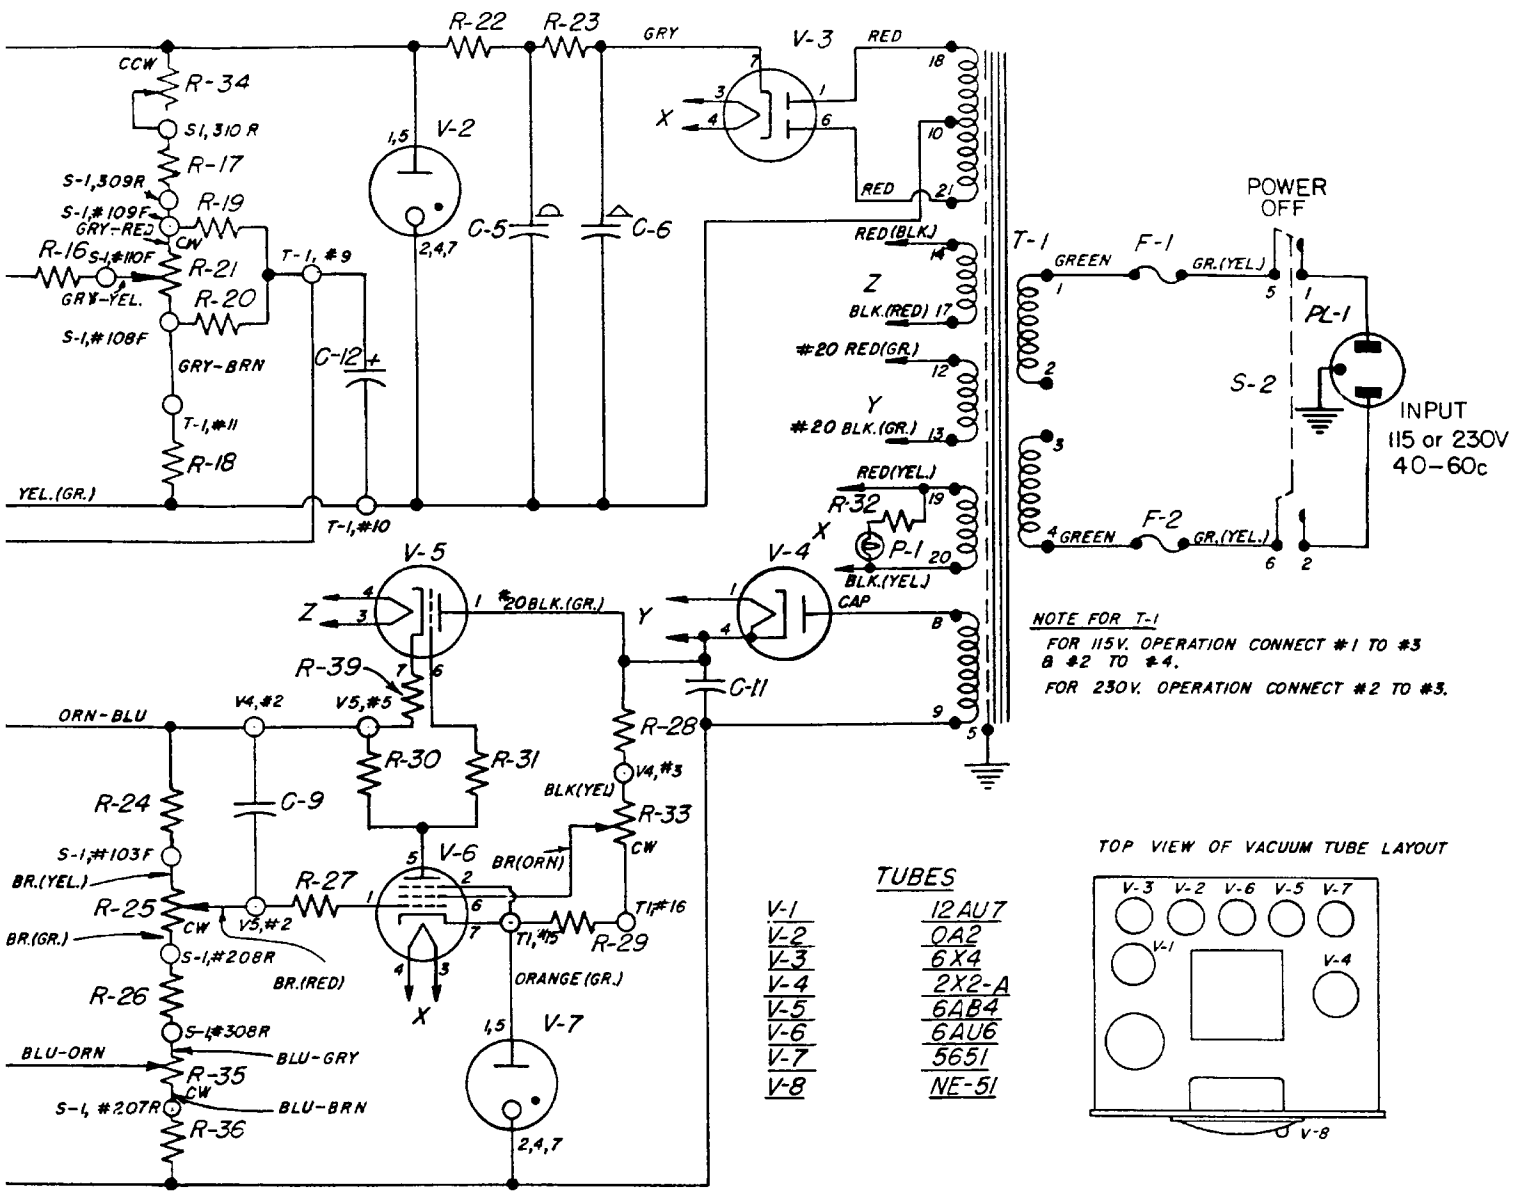 R-22
R-23
GRY
V-3
RED
CCW
R-34
7
18
3
1
X
4
6
10
S1,310R
1,5
V-2
R-17
S-1,309R
S-1,#109F
R-19
GRY-RED
CW
RED
21
POWER
OFF
C-5
C-6
2,4,7
R-16
S-1,#110F
R-21
T-1, #9
GRY-YEL.
R-20
RED(BLK.)
14
T-1
F-1
GREEN
GR.(YEL.)
1
5
1
Z
BLK.(RED)
17
PL-1
S-1,#108F
GRY-BRN
C-12
+
#20 RED(GR.)
12
2
S-2
Y
#20 BLK.(GR.)
13
3
INPUT
115 or 230V
40-60c
T-1,#11
R-18
YEL.(GR.)
T-1,#10
RED(YEL.)
19
R-32
X
P-1
20
BLK.(YEL)
4
GREEN
F-2
GR.(YEL.)
6
2
V-5
V-4
4
Z
3
1
#20BLK.(GR.)
1
Y
4
CAP
8
7
6
R-39
C-11
9
5
NOTE FOR T-1
FOR 115V. OPERATION CONNECT #1 TO #3
& #2 TO #4.
FOR 230V. OPERATION CONNECT #2 TO #3.
ORN-BLU
V4,#2
V5,#5
R-28
R-30
R-31
V4,#3
BLK(YEL)
R-24
C-9
R-33
CW
S-1,#103F
BR.(YEL.)
V-6
5
BR(ORN)
R-27
1
2
6
7
R-25
CW
V5,#2
BR.(GR.)
S-1,#208R
BR.(RED)
T1,#15
R-29
T1,#16
4
3
X
ORANGE(GR.)
R-26
S-1,#308R
BLU-ORN
BLU-GRY
R-35
CW
BLU-BRN
S-1, #207R
R-36
1,5
V-7
2,4,7
TUBES
V-1 12AU7
V-2 OA2
V-3 6X4
V-4 2X2-A
V-5 6AB4
V-6 6AU6
V-7 5651
V-8 NE-51
TOP VIEW OF VACUUM TUBE LAYOUT
V-3 V-2 V-6 V-5 V-7
V-1
V-4
V-8